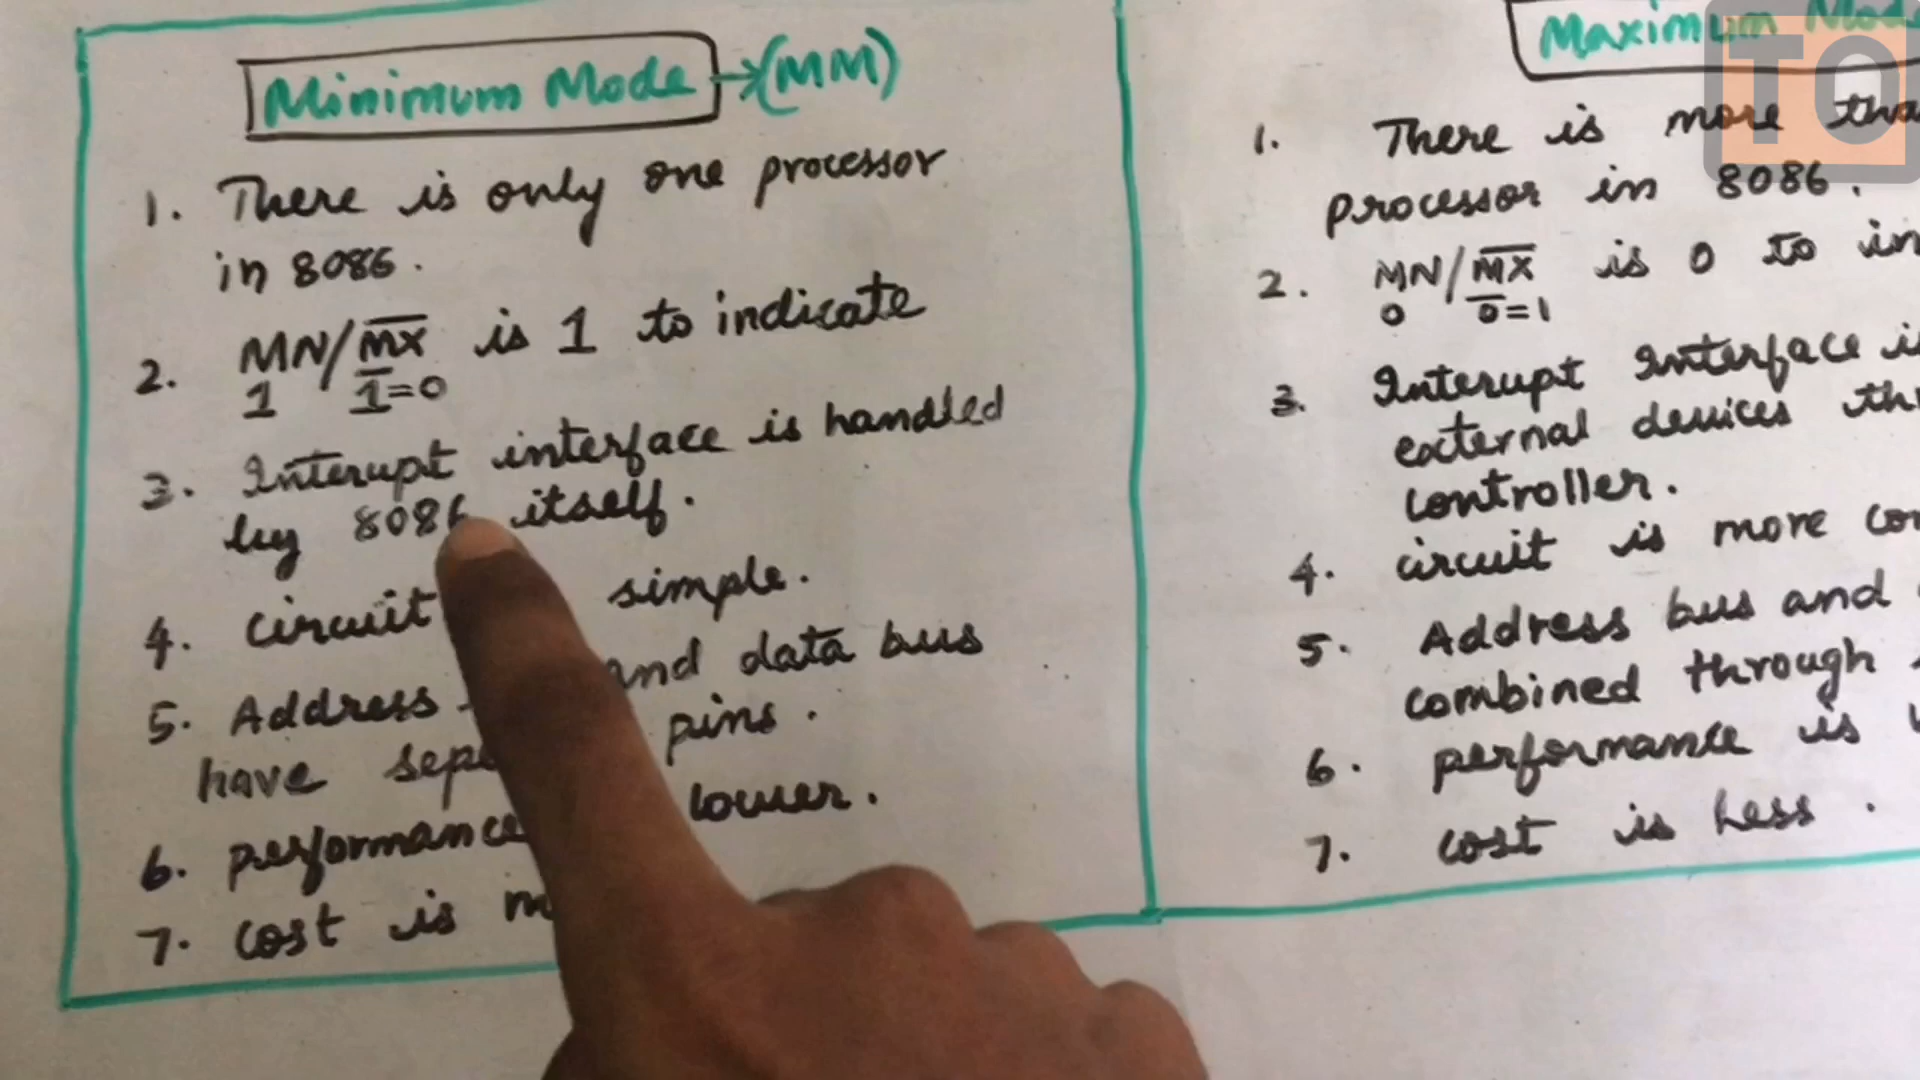 Minimum Mode → (MM)
1. There is only one processor
in 8086.
2. MN/M̅X̅ is 1 to indicate
1 1̅=0
3. Interupt interface is handled
by 8086 itself.
4. circuit simple.
5. Address and data bus
have pins.
6. performance lower.
7. cost is
Maximum
1. There is more
processor in 8086.
2. MN/M̅X̅ is 0 to
0 0̅=1
3. Interupt Interface
external devices
controller.
4. circuit is more
5. Address bus and
combined through
6. performance is
7. cost is less.
TO